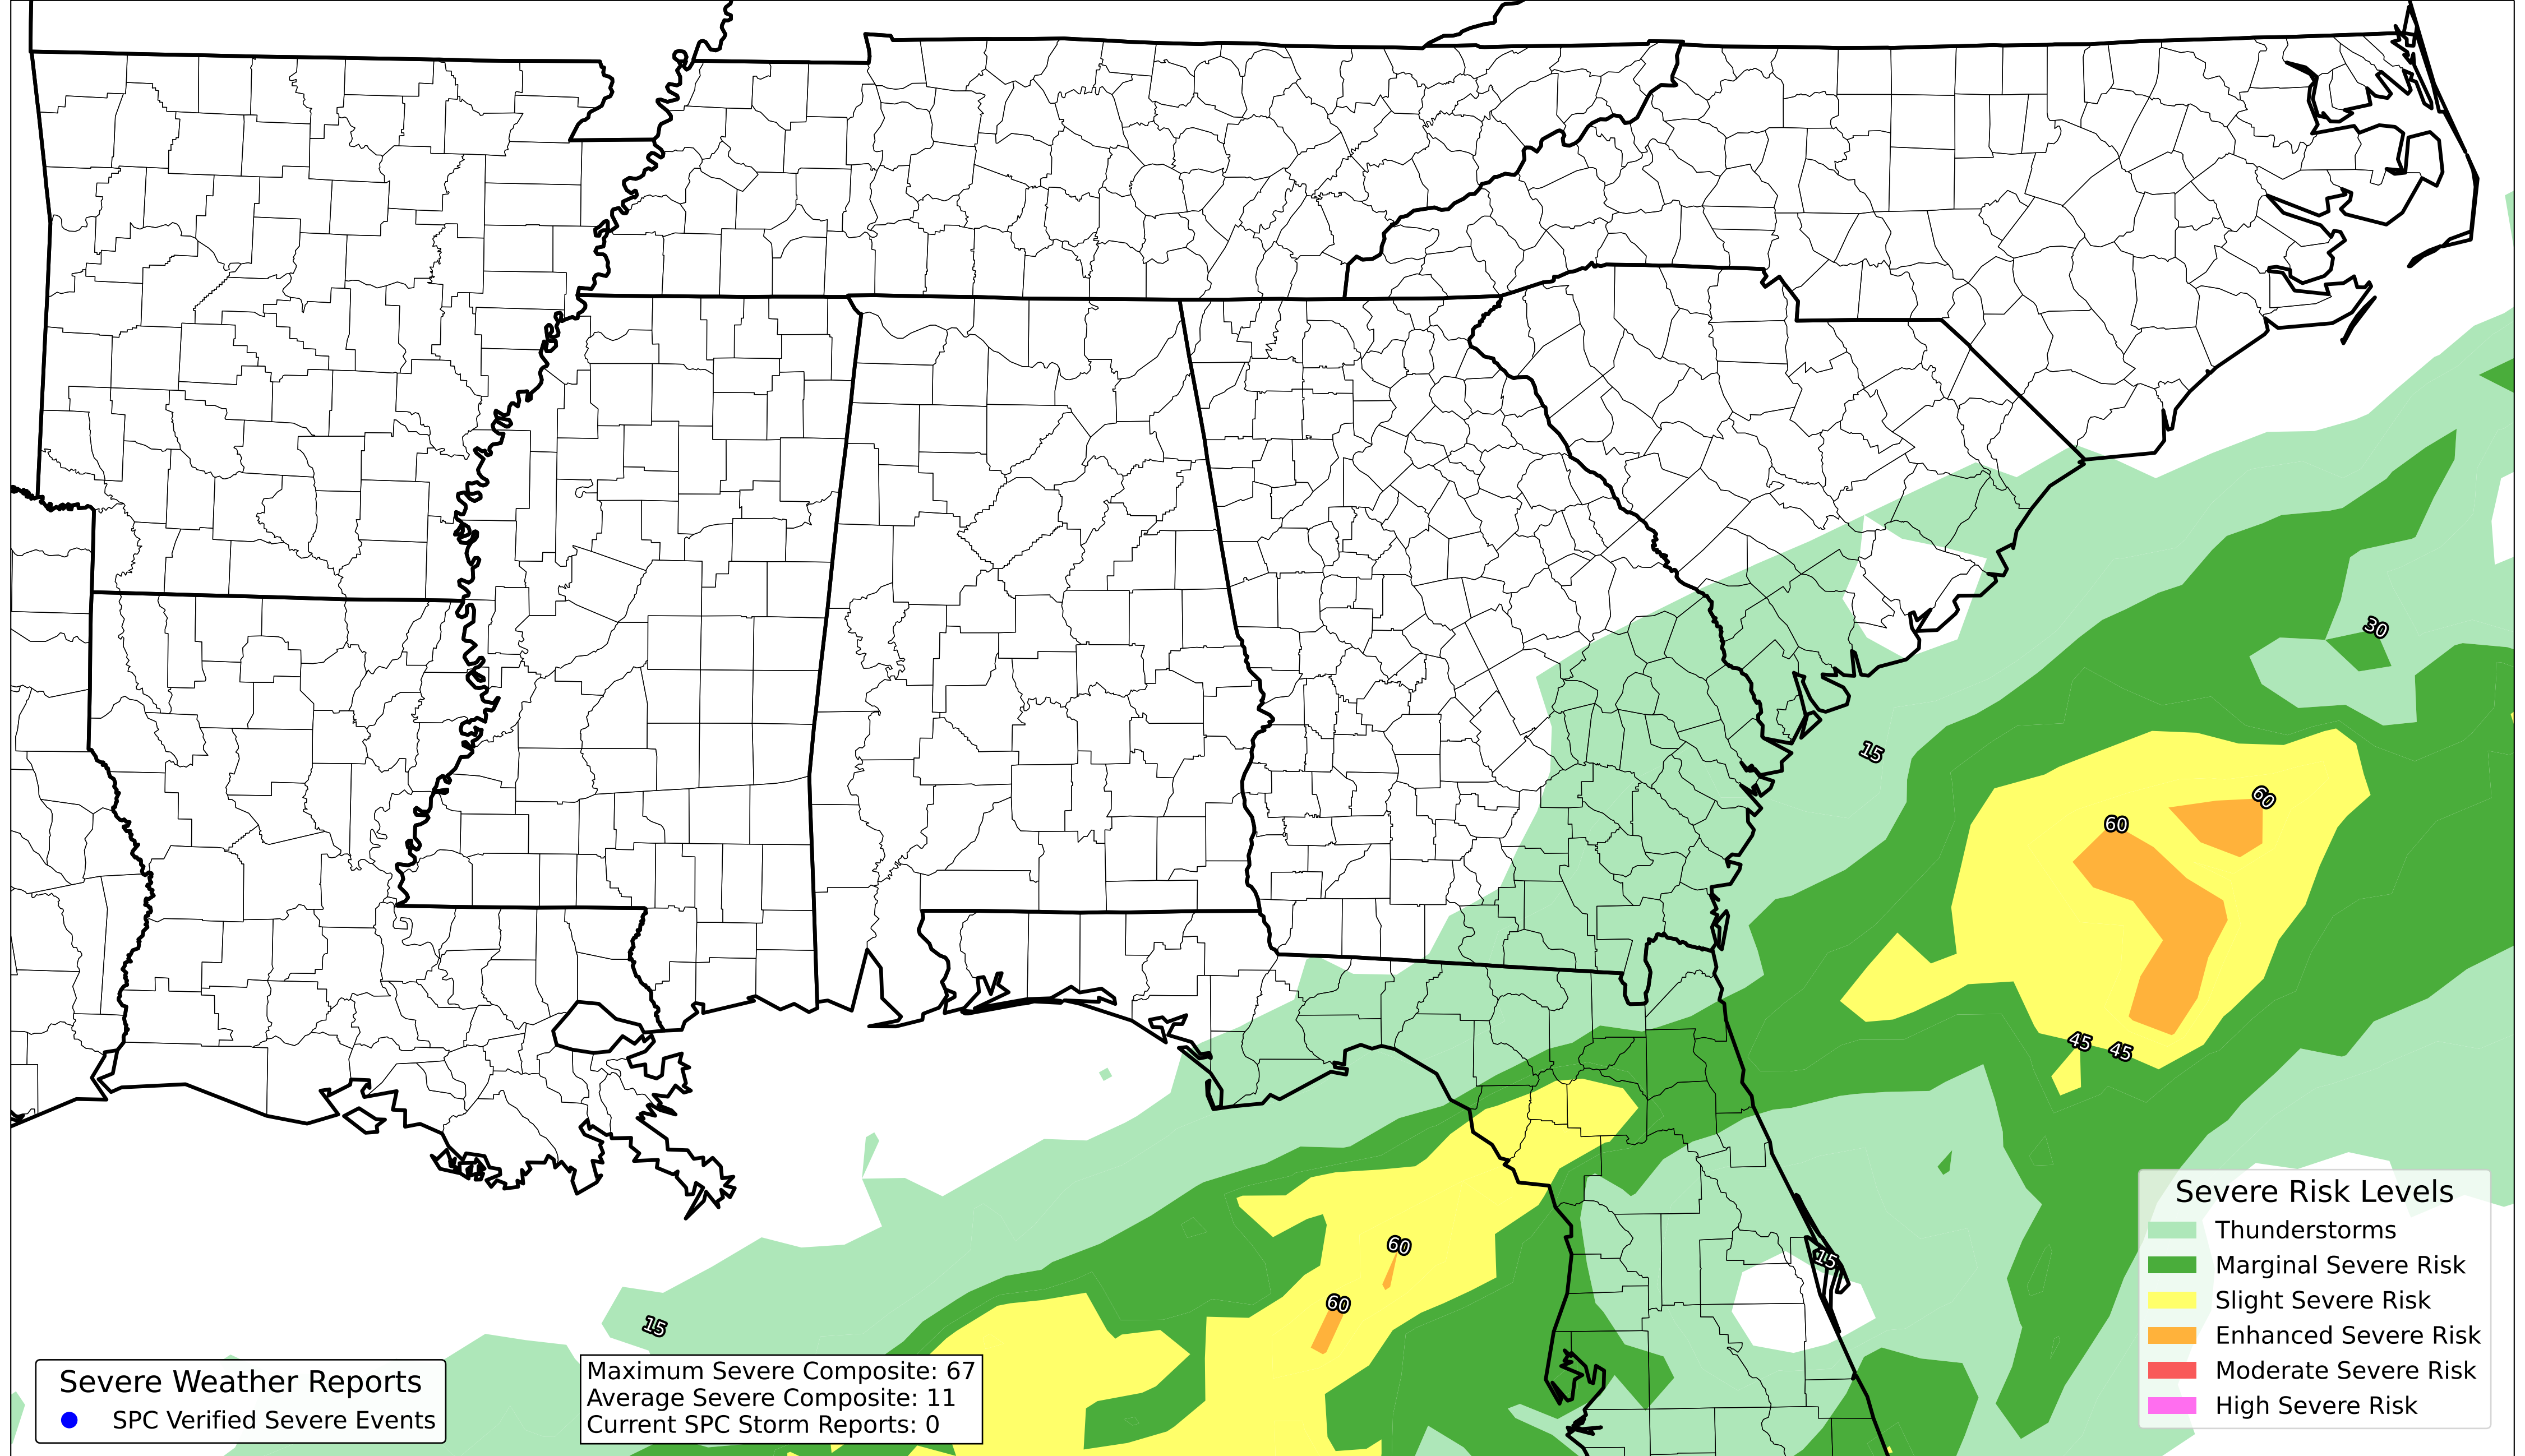 30
15
60
60
45
45
60
15
60
15
Severe Risk Levels
Thunderstorms
Marginal Severe Risk
Slight Severe Risk
Enhanced Severe Risk
Moderate Severe Risk
High Severe Risk
Severe Weather Reports
SPC Verified Severe Events
Maximum Severe Composite: 67
Average Severe Composite: 11
Current SPC Storm Reports: 0